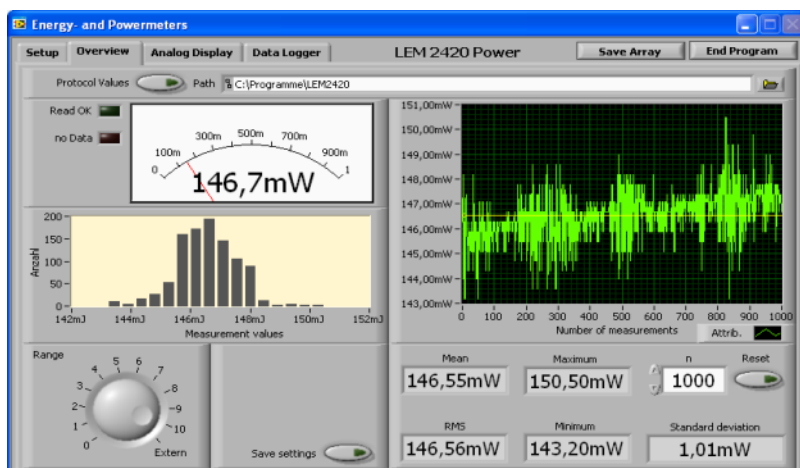 Energy- and Powermeters
Setup Overview Analog Display Data Logger LEM 2420 Power Save Array End Program
Protocol Values Path C:\Programme\LEM2420
Read OK
no Data
0 100m 300m 500m 700m 900m 1
146,7mW
151,00mW
150,00mW
149,00mW
148,00mW
147,00mW
146,00mW
145,00mW
144,00mW
143,00mW
0 100 200 300 400 500 600 700 800 900 1000
Number of measurements
Attrib.
200
150
100
50
0
Anzahl
142mJ 144mJ 146mJ 148mJ 150mJ 152mJ
Measurement values
Range
0 1 2 3 4 5 6 7 8 9 10
Extern
Save settings
Mean Maximum n Reset
146,55mW 150,50mW 1000
RMS Minimum Standard deviation
146,56mW 143,20mW 1,01mW